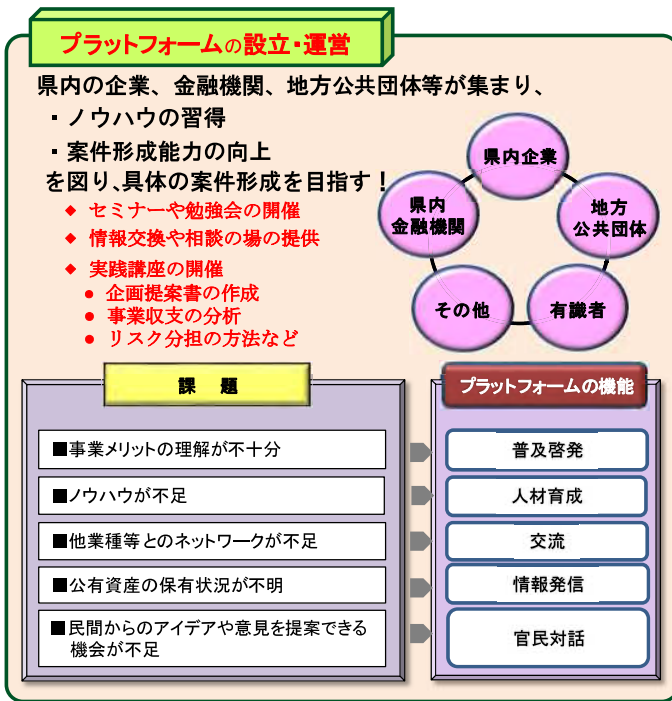 プラットフォームの設立・運営
県内の企業、金融機関、地方公共団体等が集まり、
・ノウハウの習得
・案件形成能力の向上
を図り、具体の案件形成を目指す！
◆ セミナーや勉強会の開催
◆ 情報交換や相談の場の提供
◆ 実践講座の開催
● 企画提案書の作成
● 事業収支の分析
● リスク分担の方法など
県内企業
県内
金融機関
地方
公共団体
その他
有識者
課 題
■事業メリットの理解が不十分
■ノウハウが不足
■他業種等とのネットワークが不足
■公有資産の保有状況が不明
■民間からのアイデアや意見を提案できる
機会が不足
プラットフォームの機能
普及啓発
人材育成
交流
情報発信
官民対話